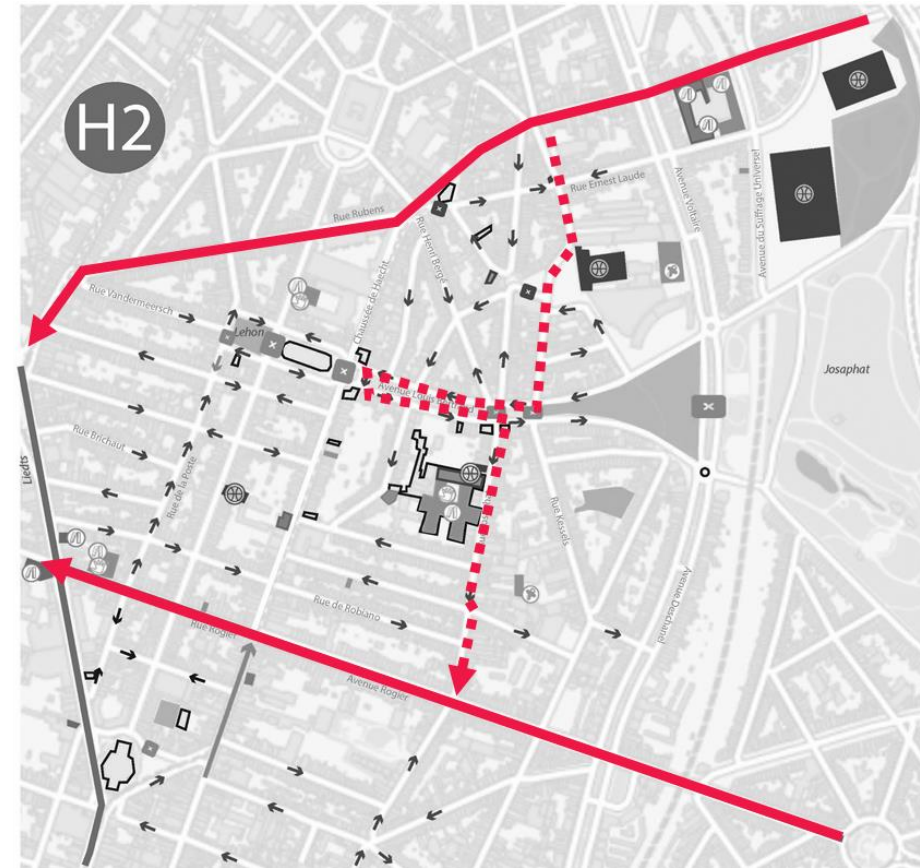 H2
Rue Ernest Laude
Avenue Voltaire
Avenue du Suffrage Universel
Rue Rubens
Rue Henri Bergé
Chaussée de Haecht
Rue Vandermeersch
Lehon
Josaphat
Avenue Louis
Rue Brichaut
Liedts
Rue de la Poste
Rue Kessels
Avenue Deschanel
Rue de Robiano
Rue Rogier
Avenue Rogier